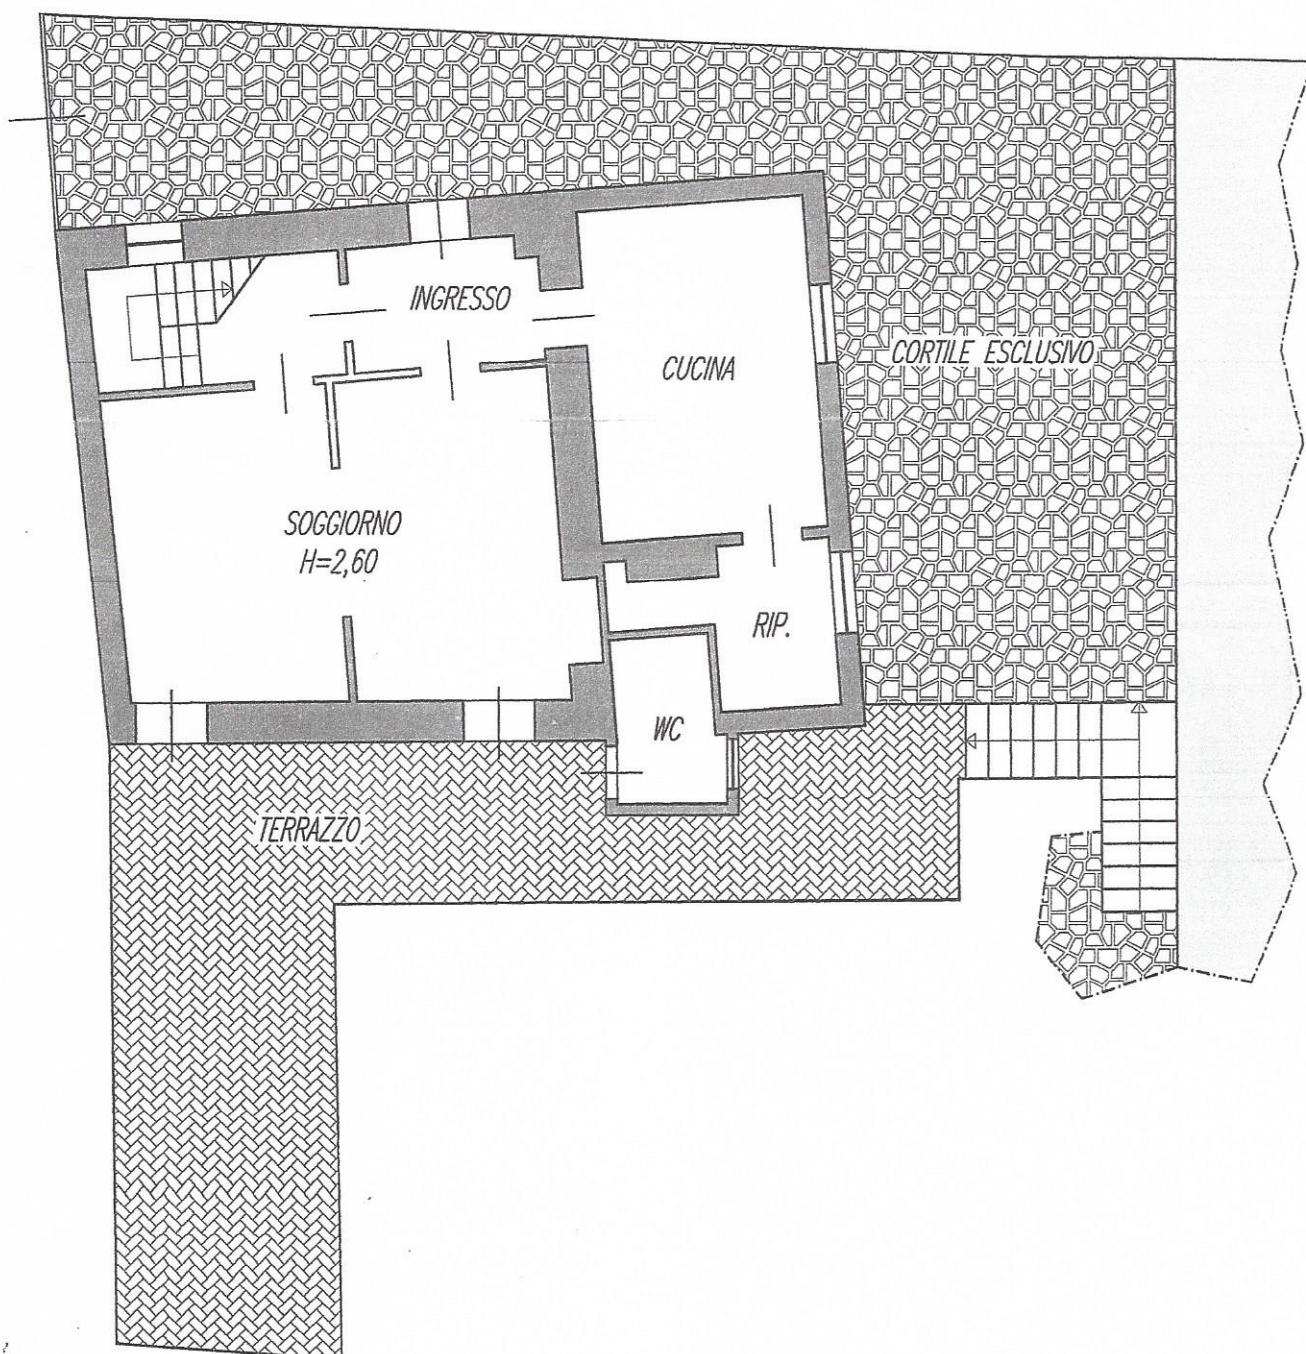 INGRESSO
CUCINA
CORTILE ESCLUSIVO
SOGGIORNO
H=2,60
RIP.
WC
TERRAZZO